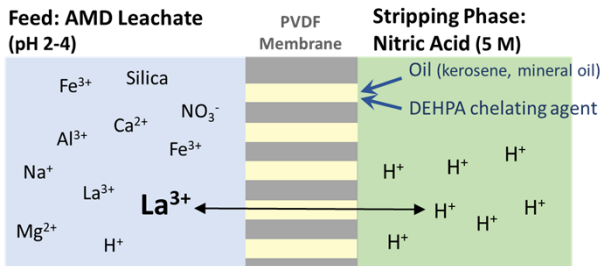 Feed: AMD Leachate
(pH 2-4)
PVDF
Membrane
Stripping Phase:
Nitric Acid (5 M)
Oil (kerosene, mineral oil)
DEHPA chelating agent
Fe³⁺
Silica
NO₃⁻
Ca²⁺
Al³⁺
Fe³⁺
Na⁺
La³⁺
La³⁺
Mg²⁺
H⁺
H⁺
H⁺
H⁺
H⁺
H⁺
H⁺
H⁺